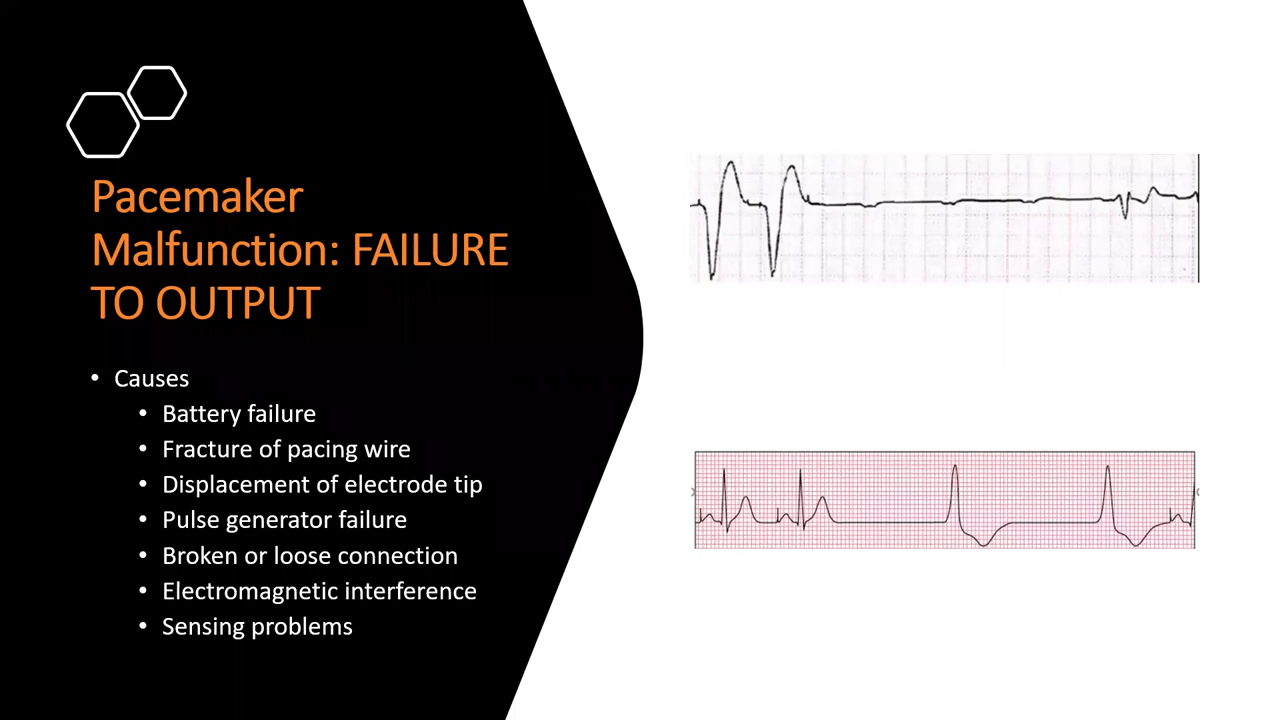 Pacemaker
Malfunction: FAILURE
TO OUTPUT
• Causes
• Battery failure
• Fracture of pacing wire
• Displacement of electrode tip
• Pulse generator failure
• Broken or loose connection
• Electromagnetic interference
• Sensing problems